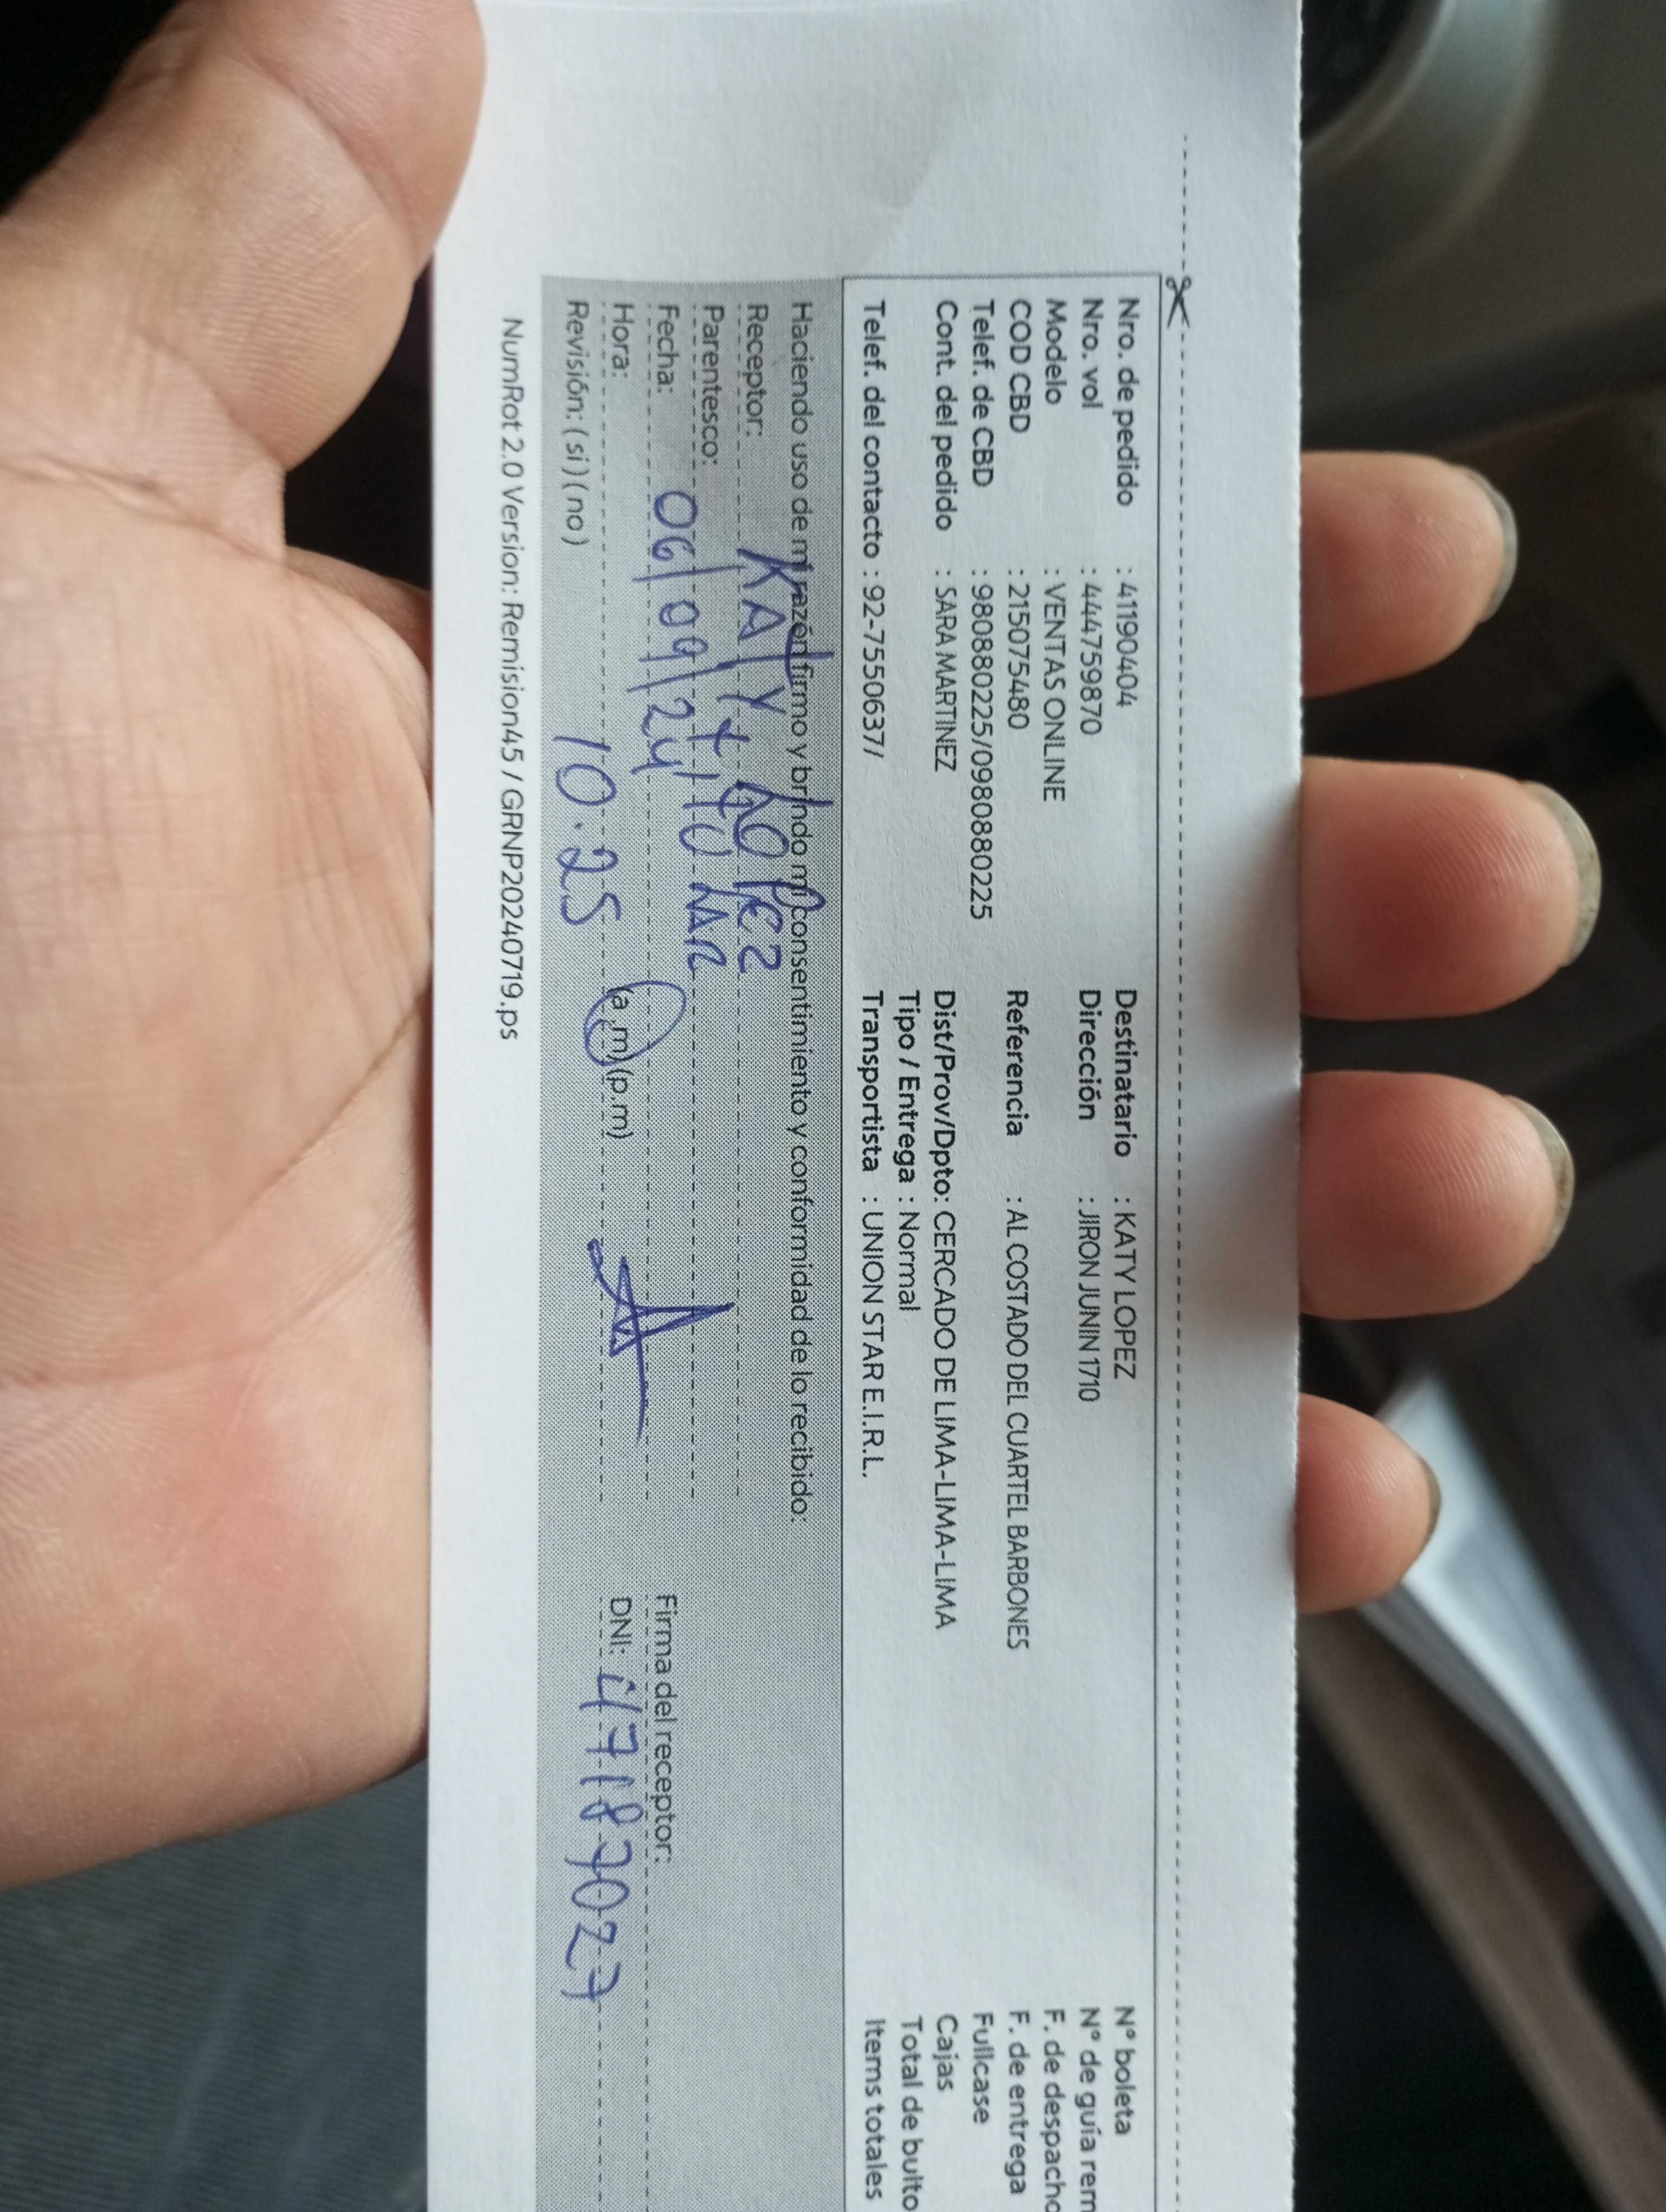 Nro. de pedido : 41190404 Destinatario : KATY LOPEZ N° boleta
Nro. vol : 444759870 Dirección : JIRON JUNIN 1710 N° de guía rem
Modelo : VENTAS ONLINE F. de despacho
COD CBD : 215075480 Referencia : AL COSTADO DEL CUARTEL BARBONES F. de entrega
Telef. de CBD : 980880225/0980880225 Fullcase
Cont. del pedido : SARA MARTINEZ Dist/Prov/Dpto: CERCADO DE LIMA-LIMA-LIMA Cajas
Tipo / Entrega : Normal Total de bulto
Telef. del contacto : 92-7550637/ Transportista : UNION STAR E.I.R.L. Items totales
Haciendo uso de mi razón firmo y brindo mi consentimiento y conformidad de lo recibido:
Receptor: KATY LOPEZ
Parentesco:
Fecha: 06/09/24 Firma del receptor:
Hora: 10.25 (a.m) (p.m) DNI: 47187027
Revisión: (si) (no)
NumRot 2.0 Version: Remision45 / GRNP20240719.ps